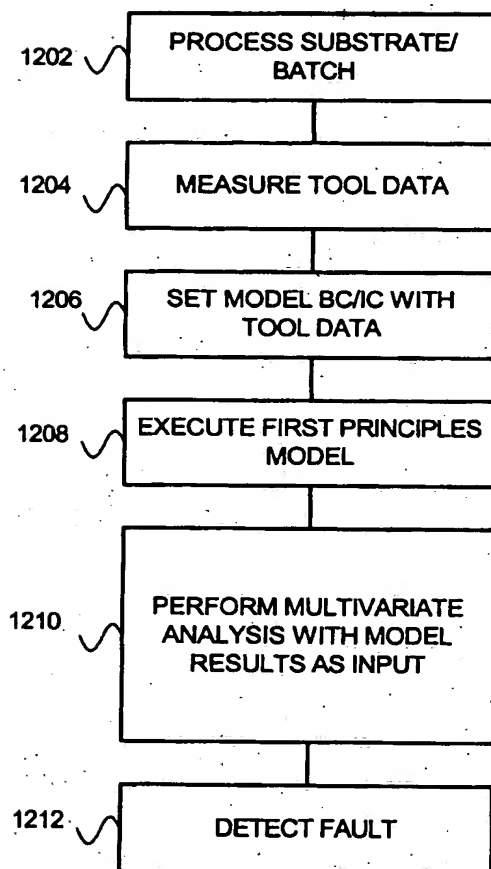 1202
PROCESS SUBSTRATE/
BATCH
1204
MEASURE TOOL DATA
1206
SET MODEL BC/IC WITH
TOOL DATA
1208
EXECUTE FIRST PRINCIPLES
MODEL
1210
PERFORM MULTIVARIATE
ANALYSIS WITH MODEL
RESULTS AS INPUT
1212
DETECT FAULT